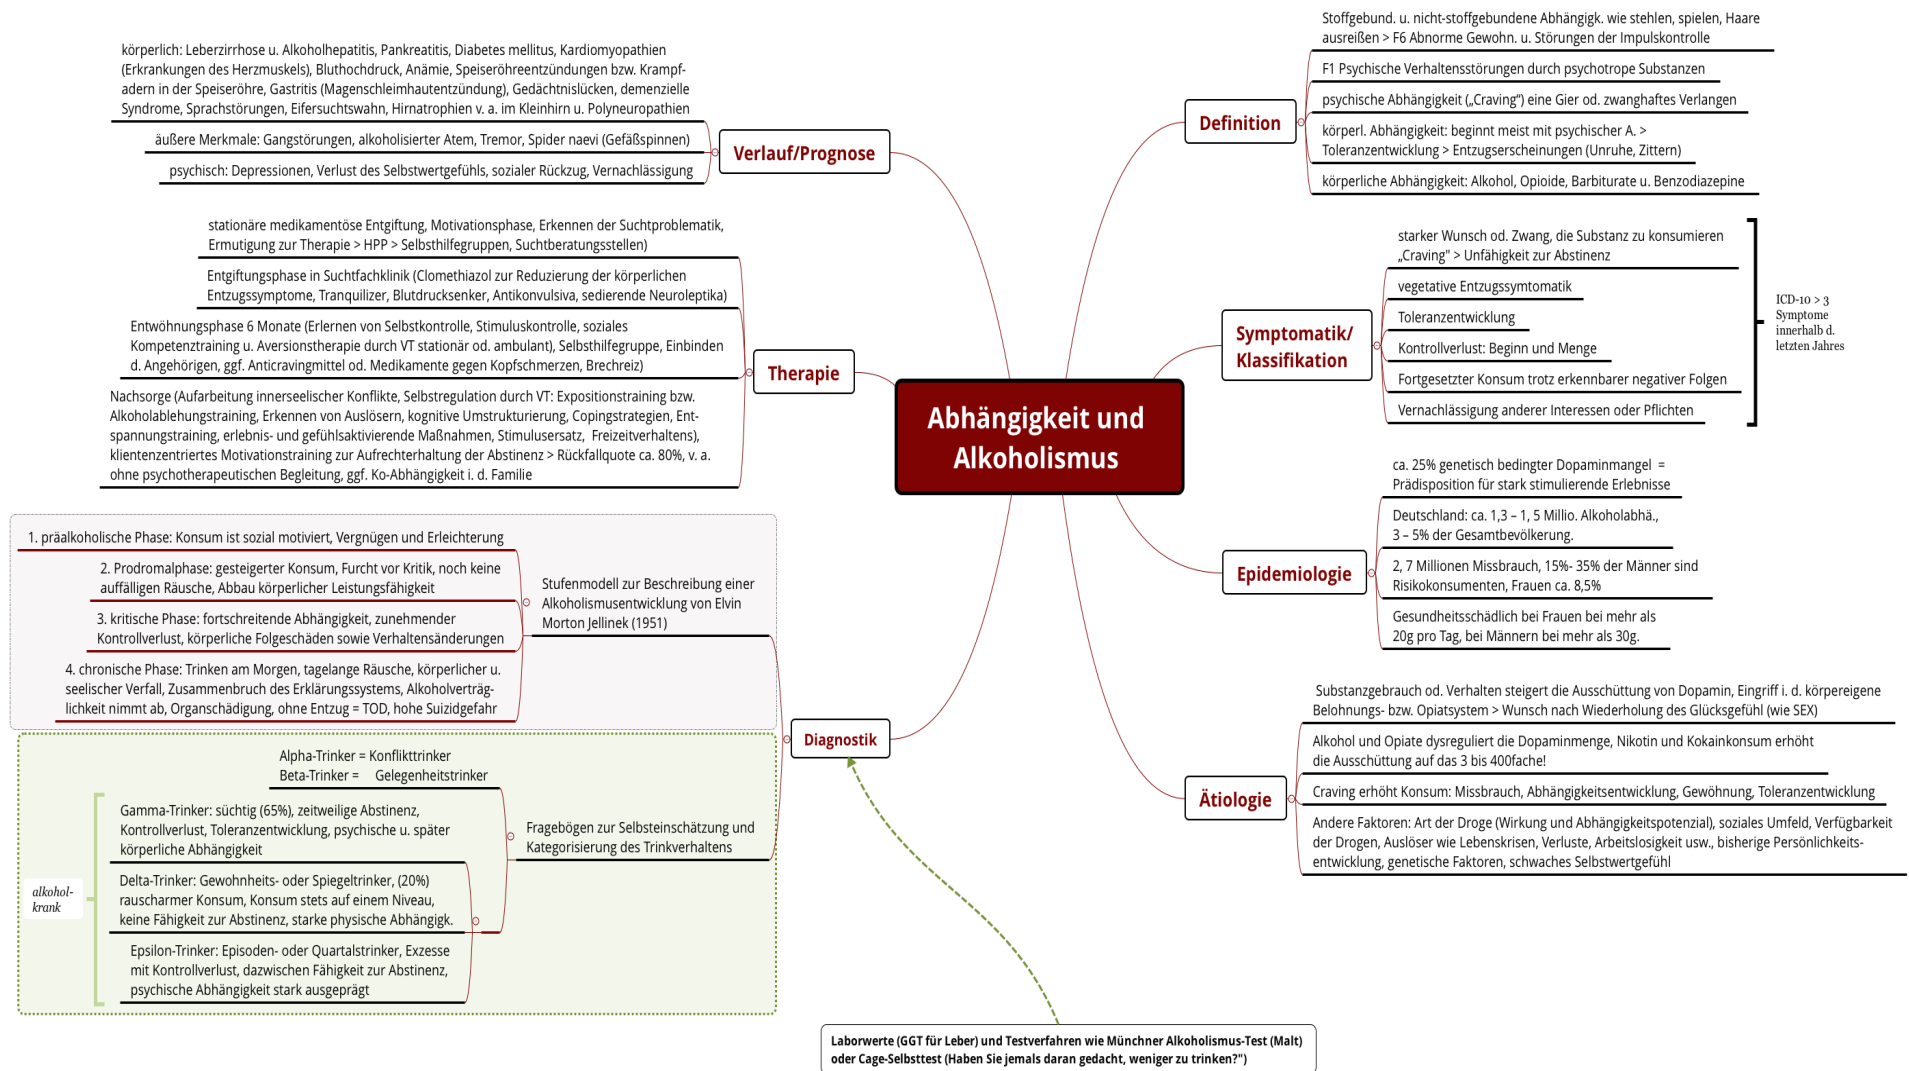 Abhängigkeit und
Alkoholismus
Definition
Stoffgebund. u. nicht-stoffgebundene Abhängigk. wie stehlen, spielen, Haare
ausreißen > F6 Abnorme Gewohn. u. Störungen der Impulskontrolle
F1 Psychische Verhaltensstörungen durch psychotrope Substanzen
psychische Abhängigkeit („Craving“) eine Gier od. zwanghaftes Verlangen
körperl. Abhängigkeit: beginnt meist mit psychischer A. >
Toleranzentwicklung > Entzugserscheinungen (Unruhe, Zittern)
körperliche Abhängigkeit: Alkohol, Opioide, Barbiturate u. Benzodiazepine
Symptomatik/
Klassifikation
starker Wunsch od. Zwang, die Substanz zu konsumieren
„Craving" > Unfähigkeit zur Abstinenz
vegetative Entzugssymtomatik
Toleranzentwicklung
Kontrollverlust: Beginn und Menge
Fortgesetzter Konsum trotz erkennbarer negativer Folgen
Vernachlässigung anderer Interessen oder Pflichten
ICD-10 > 3
Symptome
innerhalb d.
letzten Jahres
Epidemiologie
ca. 25% genetisch bedingter Dopaminmangel =
Prädisposition für stark stimulierende Erlebnisse
Deutschland: ca. 1,3 – 1, 5 Millio. Alkoholabhä.,
3 – 5% der Gesamtbevölkerung.
2, 7 Millionen Missbrauch, 15%- 35% der Männer sind
Risikokonsumenten, Frauen ca. 8,5%
Gesundheitsschädlich bei Frauen bei mehr als
20g pro Tag, bei Männern bei mehr als 30g.
Ätiologie
Substanzgebrauch od. Verhalten steigert die Ausschüttung von Dopamin, Eingriff i. d. körpereigene
Belohnungs- bzw. Opiatsystem > Wunsch nach Wiederholung des Glücksgefühl (wie SEX)
Alkohol und Opiate dysreguliert die Dopaminmenge, Nikotin und Kokainkonsum erhöht
die Ausschüttung auf das 3 bis 400fache!
Craving erhöht Konsum: Missbrauch, Abhängigkeitsentwicklung, Gewöhnung, Toleranzentwicklung
Andere Faktoren: Art der Droge (Wirkung und Abhängigkeitspotenzial), soziales Umfeld, Verfügbarkeit
der Drogen, Auslöser wie Lebenskrisen, Verluste, Arbeitslosigkeit usw., bisherige Persönlichkeits-
entwicklung, genetische Faktoren, schwaches Selbstwertgefühl
Verlauf/Prognose
körperlich: Leberzirrhose u. Alkoholhepatitis, Pankreatitis, Diabetes mellitus, Kardiomyopathien
(Erkrankungen des Herzmuskels), Bluthochdruck, Anämie, Speiseröhreentzündungen bzw. Krampf-
adern in der Speiseröhre, Gastritis (Magenschleimhautentzündung), Gedächtnislücken, demenzielle
Syndrome, Sprachstörungen, Eifersuchtswahn, Hirnatrophien v. a. im Kleinhirn u. Polyneuropathien
äußere Merkmale: Gangstörungen, alkoholisierter Atem, Tremor, Spider naevi (Gefäßspinnen)
psychisch: Depressionen, Verlust des Selbstwertgefühls, sozialer Rückzug, Vernachlässigung
Therapie
stationäre medikamentöse Entgiftung, Motivationsphase, Erkennen der Suchtproblematik,
Ermutigung zur Therapie > HPP > Selbsthilfegruppen, Suchtberatungsstellen)
Entgiftungsphase in Suchtfachklinik (Clomethiazol zur Reduzierung der körperlichen
Entzugssymptome, Tranquilizer, Blutdrucksenker, Antikonvulsiva, sedierende Neuroleptika)
Entwöhnungsphase 6 Monate (Erlernen von Selbstkontrolle, Stimuluskontrolle, soziales
Kompetenztraining u. Aversionstherapie durch VT stationär od. ambulant), Selbsthilfegruppe, Einbinden
d. Angehörigen, ggf. Anticravingmittel od. Medikamente gegen Kopfschmerzen, Brechreiz)
Nachsorge (Aufarbeitung innerseelischer Konflikte, Selbstregulation durch VT: Expositionstraining bzw.
Alkoholablehungstraining, Erkennen von Auslösern, kognitive Umstrukturierung, Copingstrategien, Ent-
spannungstraining, erlebnis- und gefühlsaktivierende Maßnahmen, Stimulusersatz, Freizeitverhaltens),
klientenzentriertes Motivationstraining zur Aufrechterhaltung der Abstinenz > Rückfallquote ca. 80%, v. a.
ohne psychotherapeutischen Begleitung, ggf. Ko-Abhängigkeit i. d. Familie
Diagnostik
Stufenmodell zur Beschreibung einer
Alkoholismusentwicklung von Elvin
Morton Jellinek (1951)
1. präalkoholische Phase: Konsum ist sozial motiviert, Vergnügen und Erleichterung
2. Prodromalphase: gesteigerter Konsum, Furcht vor Kritik, noch keine
auffälligen Räusche, Abbau körperlicher Leistungsfähigkeit
3. kritische Phase: fortschreitende Abhängigkeit, zunehmender
Kontrollverlust, körperliche Folgeschäden sowie Verhaltensänderungen
4. chronische Phase: Trinken am Morgen, tagelange Räusche, körperlicher u.
seelischer Verfall, Zusammenbruch des Erklärungssystems, Alkoholverträg-
lichkeit nimmt ab, Organschädigung, ohne Entzug = TOD, hohe Suizidgefahr
Fragebögen zur Selbsteinschätzung und
Kategorisierung des Trinkverhaltens
Alpha-Trinker = Konflikttrinker
Beta-Trinker = Gelegenheitstrinker
Gamma-Trinker: süchtig (65%), zeitweilige Abstinenz,
Kontrollverlust, Toleranzentwicklung, psychische u. später
körperliche Abhängigkeit
Delta-Trinker: Gewohnheits- oder Spiegeltrinker, (20%)
rauscharmer Konsum, Konsum stets auf einem Niveau,
keine Fähigkeit zur Abstinenz, starke physische Abhängigk.
Epsilon-Trinker: Episoden- oder Quartalstrinker, Exzesse
mit Kontrollverlust, dazwischen Fähigkeit zur Abstinenz,
psychische Abhängigkeit stark ausgeprägt
alkohol-
krank
Laborwerte (GGT für Leber) und Testverfahren wie Münchner Alkoholismus-Test (Malt)
oder Cage-Selbsttest (Haben Sie jemals daran gedacht, weniger zu trinken?")